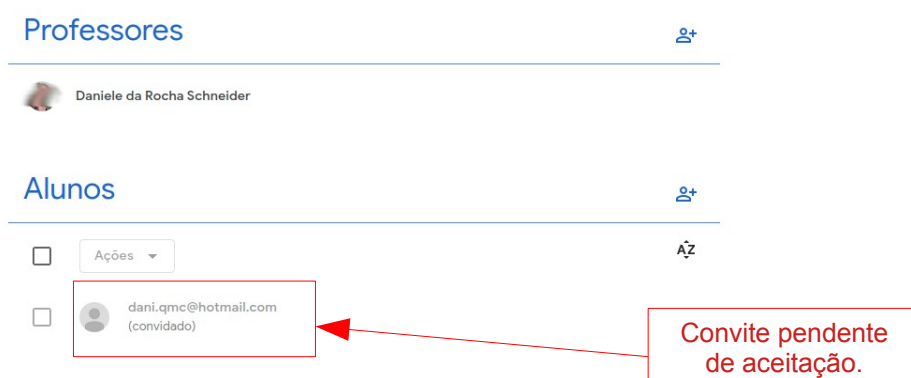 Professores
Daniele da Rocha Schneider
Alunos
Ações
AZ
dani.qmc@hotmail.com
(convidado)
Convite pendente
de aceitação.